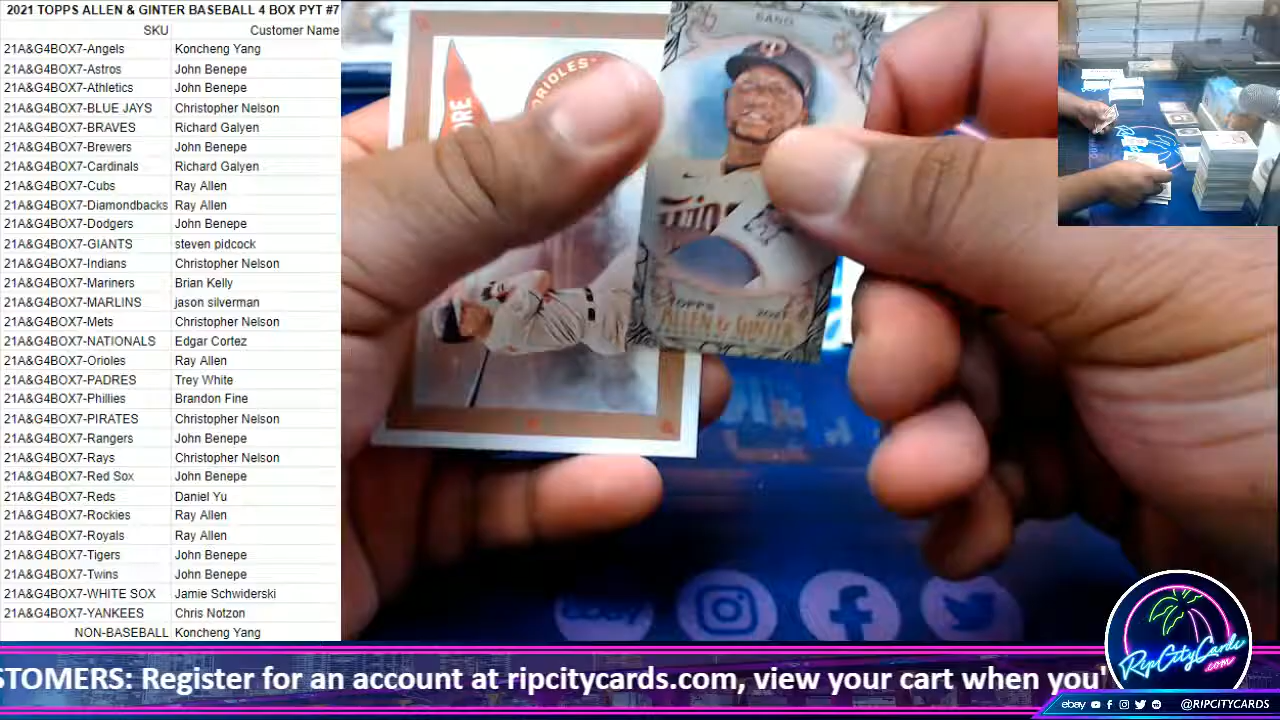 2021 TOPPS ALLEN & GINTER BASEBALL 4 BOX PYT #7
SKU Customer Name
21A&G4BOX7-Angels Koncheng Yang
21A&G4BOX7-Astros John Benepe
21A&G4BOX7-Athletics John Benepe
21A&G4BOX7-BLUE JAYS Christopher Nelson
21A&G4BOX7-BRAVES Richard Galyen
21A&G4BOX7-Brewers John Benepe
21A&G4BOX7-Cardinals Richard Galyen
21A&G4BOX7-Cubs Ray Allen
21A&G4BOX7-Diamondbacks Ray Allen
21A&G4BOX7-Dodgers John Benepe
21A&G4BOX7-GIANTS steven pidcock
21A&G4BOX7-Indians Christopher Nelson
21A&G4BOX7-Mariners Brian Kelly
21A&G4BOX7-MARLINS jason silverman
21A&G4BOX7-Mets Christopher Nelson
21A&G4BOX7-NATIONALS Edgar Cortez
21A&G4BOX7-Orioles Ray Allen
21A&G4BOX7-PADRES Trey White
21A&G4BOX7-Phillies Brandon Fine
21A&G4BOX7-PIRATES Christopher Nelson
21A&G4BOX7-Rangers John Benepe
21A&G4BOX7-Rays Christopher Nelson
21A&G4BOX7-Red Sox John Benepe
21A&G4BOX7-Reds Daniel Yu
21A&G4BOX7-Rockies Ray Allen
21A&G4BOX7-Royals Ray Allen
21A&G4BOX7-Tigers John Benepe
21A&G4BOX7-Twins John Benepe
21A&G4BOX7-WHITE SOX Jamie Schwiderski
21A&G4BOX7-YANKEES Chris Notzon
NON-BASEBALL Koncheng Yang
SANO
ORIOLES
Twins
TOPPS 2021
ALLEN & GINTER
ebay
RipCityCards
.com
STOMERS: Register for an account at ripcitycards.com, view your cart when you'
ebay @RIPCITYCARDS